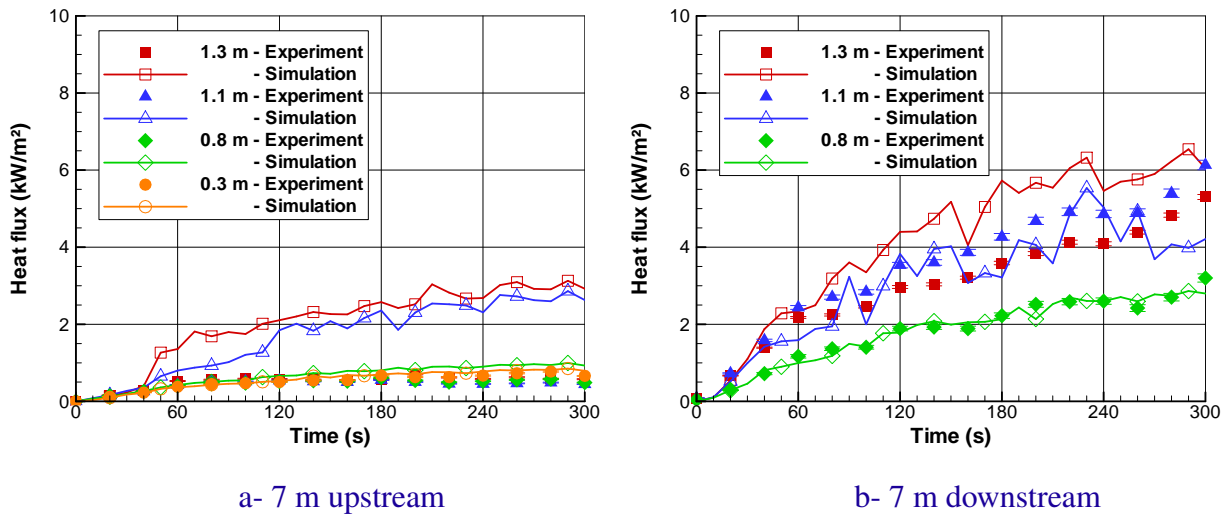 10
8
6
4
2
0
Heat flux (kW/m²)
1.3 m - Experiment
- Simulation
1.1 m - Experiment
- Simulation
0.8 m - Experiment
- Simulation
0.3 m - Experiment
- Simulation
0 60 120 180 240 300
Time (s)
a- 7 m upstream
10
8
6
4
2
0
Heat flux (kW/m²)
1.3 m - Experiment
- Simulation
1.1 m - Experiment
- Simulation
0.8 m - Experiment
- Simulation
0 60 120 180 240 300
Time (s)
b- 7 m downstream